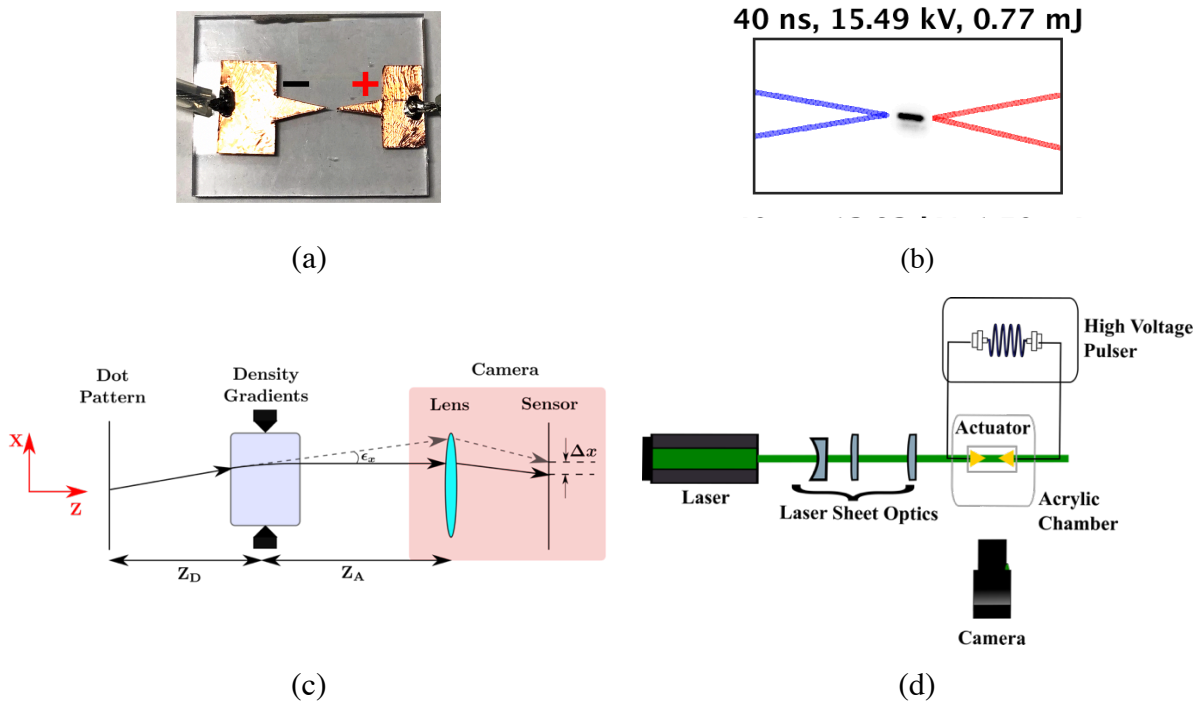 − +
(a)
40 ns, 15.49 kV, 0.77 mJ
(b)
Dot
Pattern
Density
Gradients
Camera
Lens
Sensor
X
Z
ϵx
Δx
ZD
ZA
(c)
High Voltage
Pulser
Actuator
Laser
Laser Sheet Optics
Acrylic
Chamber
Camera
(d)